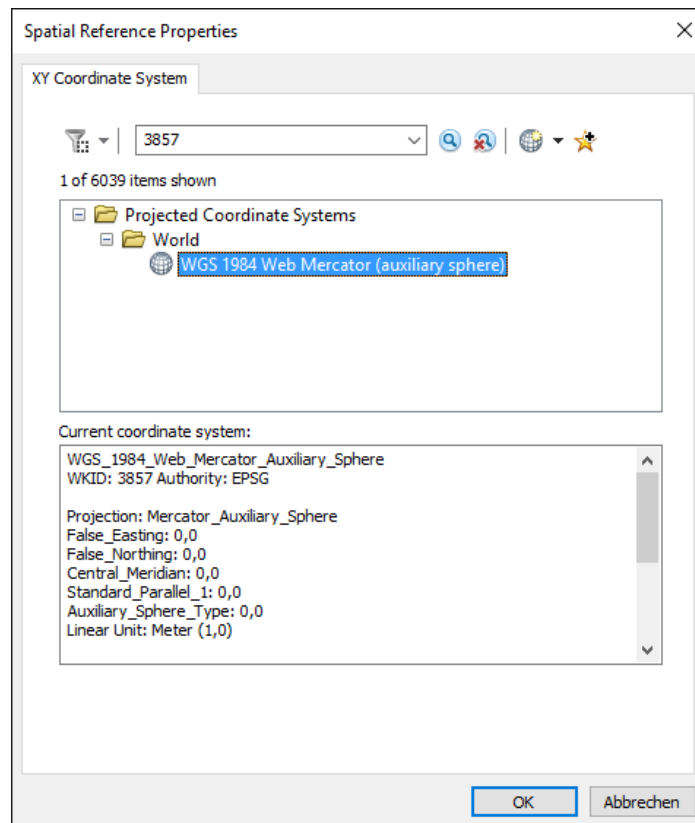 Spatial Reference Properties
XY Coordinate System
3857
1 of 6039 items shown
Projected Coordinate Systems
World
WGS 1984 Web Mercator (auxiliary sphere)
Current coordinate system:
WGS_1984_Web_Mercator_Auxiliary_Sphere
WKID: 3857 Authority: EPSG
Projection: Mercator_Auxiliary_Sphere
False_Easting: 0,0
False_Northing: 0,0
Central_Meridian: 0,0
Standard_Parallel_1: 0,0
Auxiliary_Sphere_Type: 0,0
Linear Unit: Meter (1,0)
OK Abbrechen